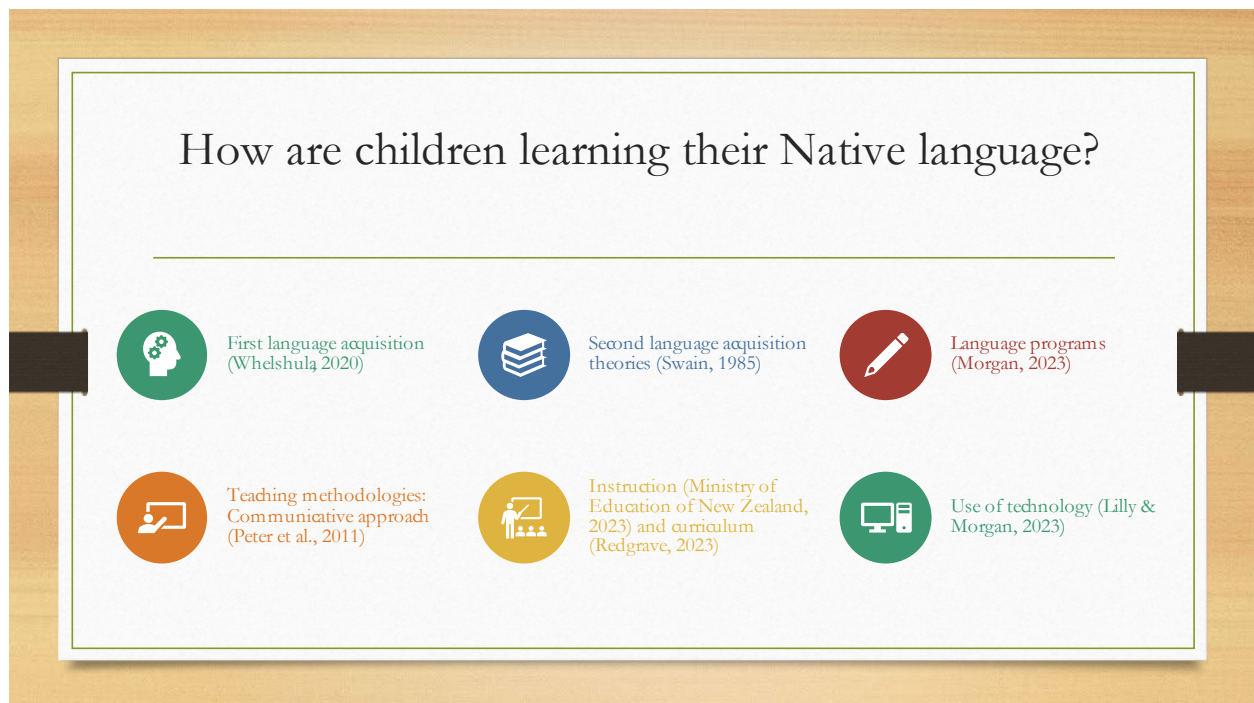 How are children learning their Native language?
First language acquisition
(Whelshula, 2020)
Second language acquisition
theories (Swain, 1985)
Language programs
(Morgan, 2023)
Teaching methodologies:
Communicative approach
(Peter et al., 2011)
Instruction (Ministry of
Education of New Zealand,
2023) and curriculum
(Redgrave, 2023)
Use of technology (Lilly &
Morgan, 2023)